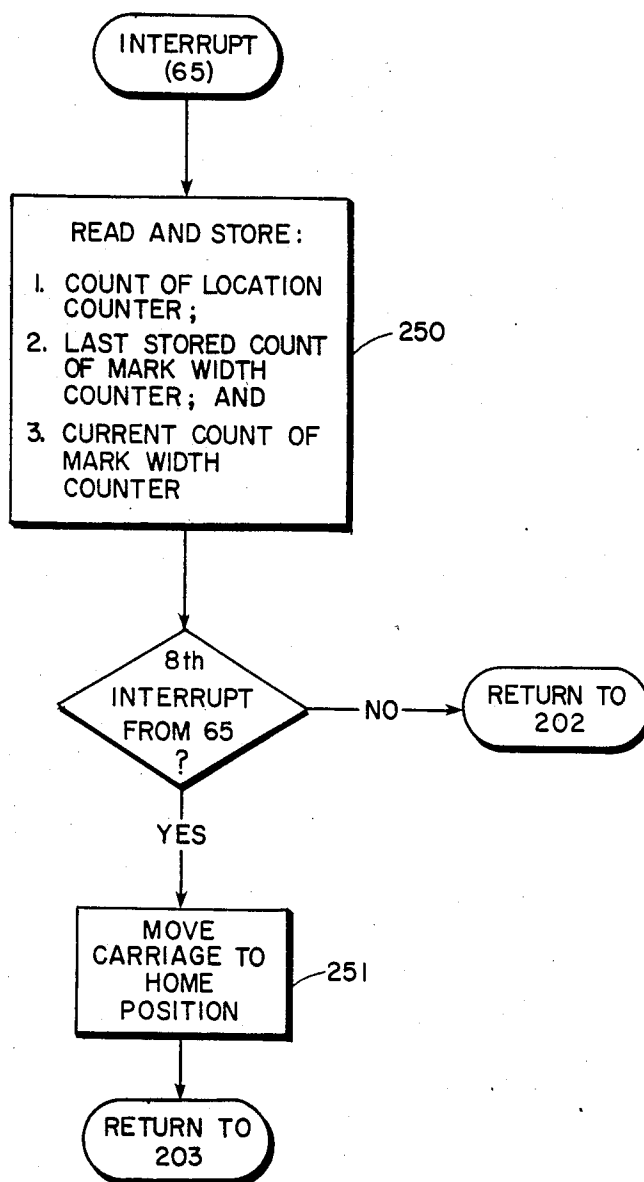 INTERRUPT
(65)
READ AND STORE:
1. COUNT OF LOCATION
COUNTER;
2. LAST STORED COUNT
OF MARK WIDTH
COUNTER; AND
3. CURRENT COUNT OF
MARK WIDTH
COUNTER
250
8th
INTERRUPT
FROM 65
?
NO
RETURN TO
202
YES
MOVE
CARRIAGE TO
HOME
POSITION
251
RETURN TO
203